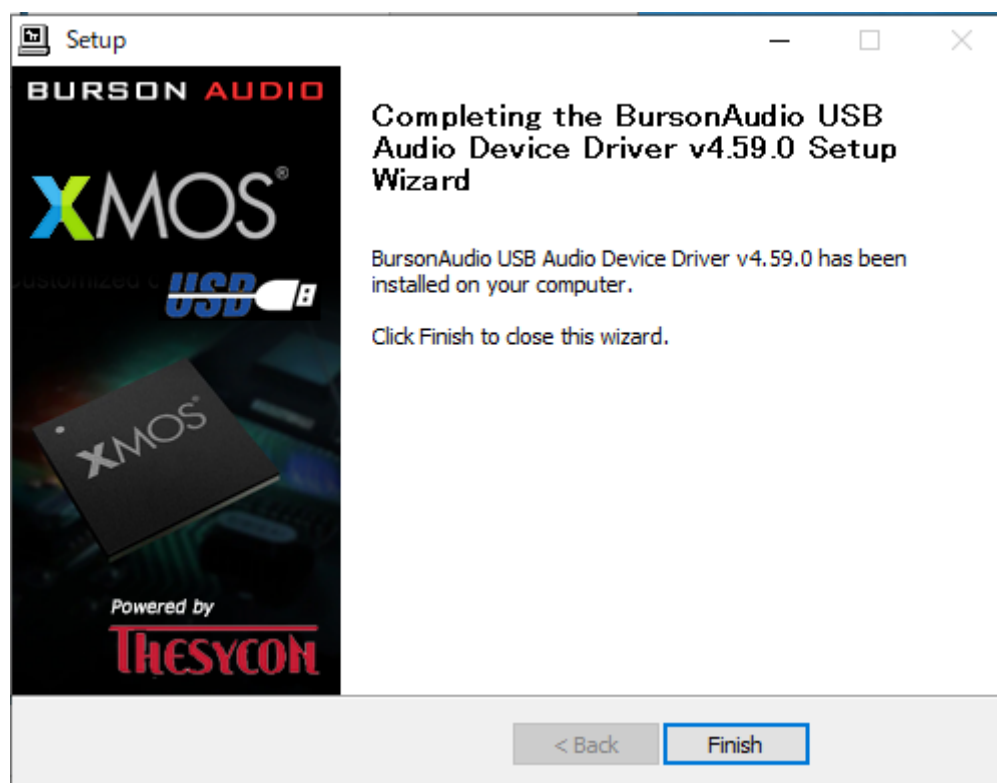 Setup
BURSON AUDIO
XMOS®
USB
XMOS®
Powered by
THESYCON
Completing the BursonAudio USB
Audio Device Driver v4.59.0 Setup
Wizard
BursonAudio USB Audio Device Driver v4.59.0 has been
installed on your computer.
Click Finish to close this wizard.
< Back
Finish